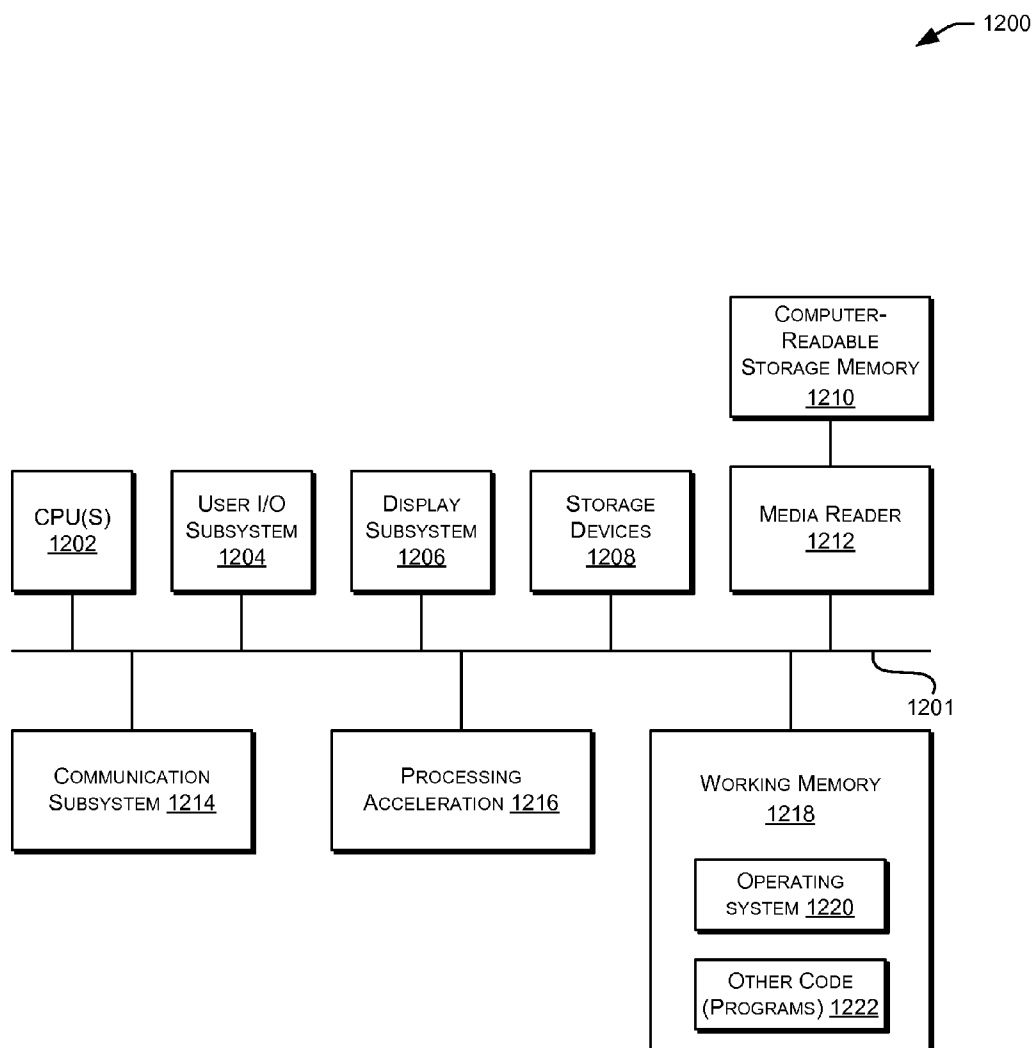 1200
COMPUTER-
READABLE
STORAGE MEMORY
1210
CPU(S)
1202
USER I/O
SUBSYSTEM
1204
DISPLAY
SUBSYSTEM
1206
STORAGE
DEVICES
1208
MEDIA READER
1212
1201
COMMUNICATION
SUBSYSTEM 1214
PROCESSING
ACCELERATION 1216
WORKING MEMORY
1218
OPERATING
SYSTEM 1220
OTHER CODE
(PROGRAMS) 1222